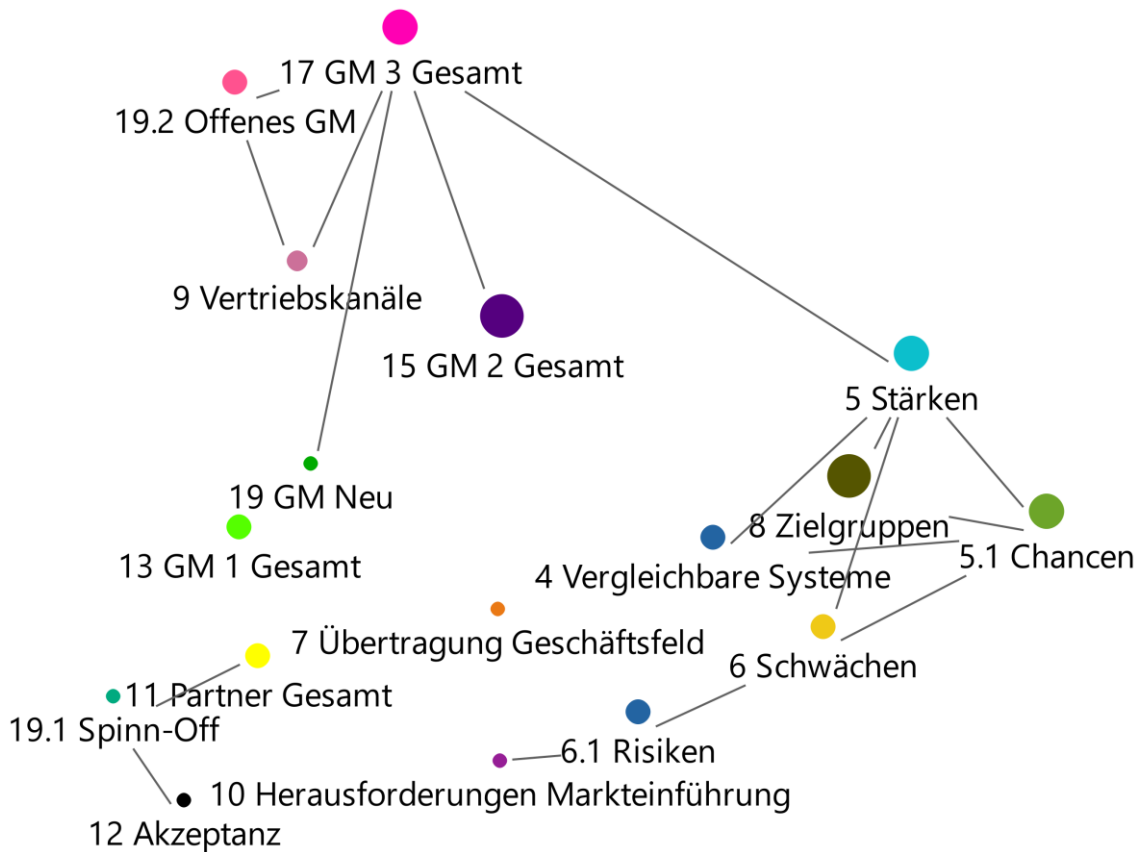 17 GM 3 Gesamt
19.2 Offenes GM
9 Vertriebskanäle
15 GM 2 Gesamt
5 Stärken
19 GM Neu
8 Zielgruppen
13 GM 1 Gesamt
5.1 Chancen
4 Vergleichbare Systeme
7 Übertragung Geschäftsfeld
6 Schwächen
11 Partner Gesamt
19.1 Spinn-Off
6.1 Risiken
10 Herausforderungen Markteinführung
12 Akzeptanz